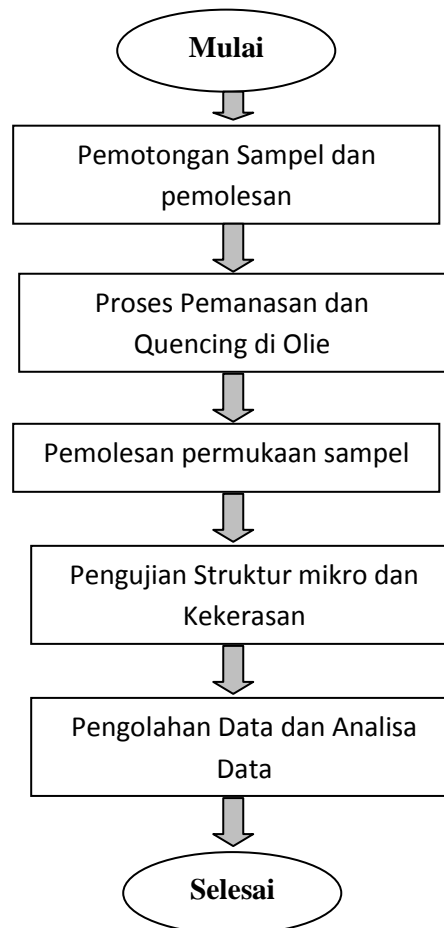 Mulai
Pemotongan Sampel dan
pemolesan
Proses Pemanasan dan
Quencing di Olie
Pemolesan permukaan sampel
Pengujian Struktur mikro dan
Kekerasan
Pengolahan Data dan Analisa
Data
Selesai